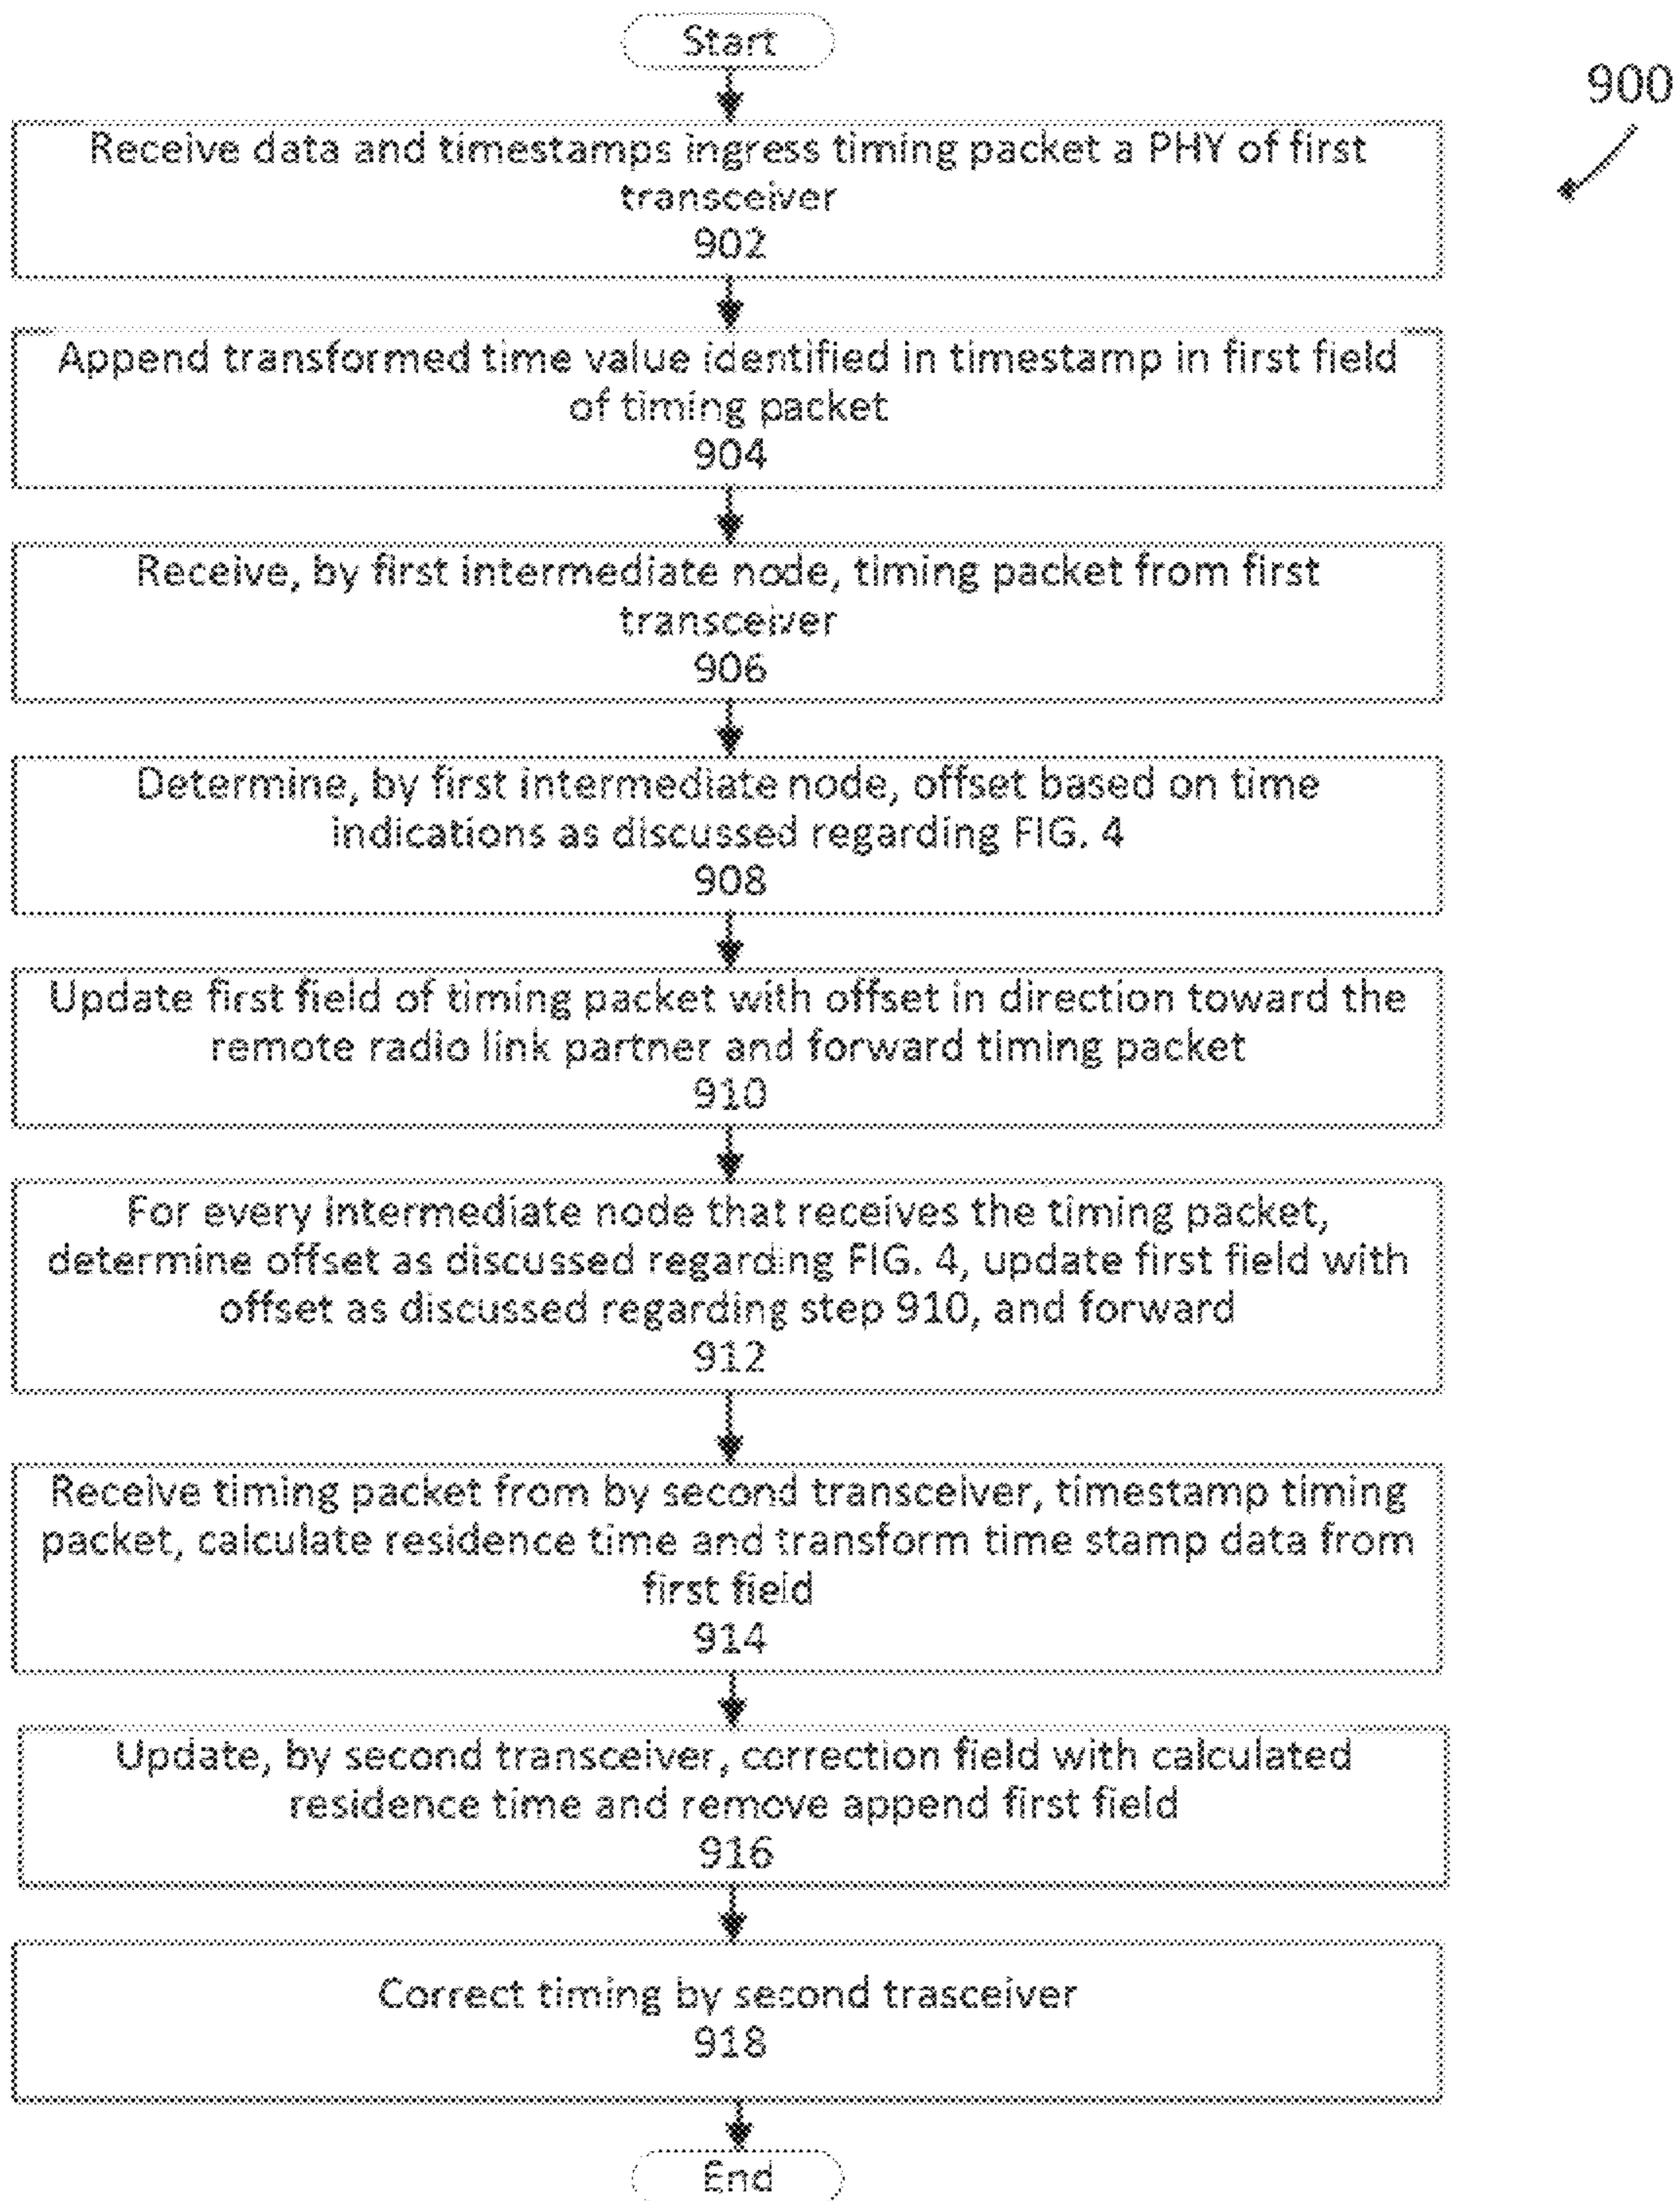 Start
900
Receive data and timestamps ingress timing packet a PHY of first
transceiver
902
Append transformed time value identified in timestamp in first field
of timing packet
904
Receive, by first intermediate node, timing packet from first
transceiver
906
Determine, by first intermediate node, offset based on time
indications as discussed regarding FIG. 4
908
Update first field of timing packet with offset in direction toward the
remote radio link partner and forward timing packet
910
For every intermediate node that receives the timing packet,
determine offset as discussed regarding FIG. 4, update first field with
offset as discussed regarding step 910, and forward
912
Receive timing packet from by second transceiver, timestamp timing
packet, calculate residence time and transform time stamp data from
first field
914
Update, by second transceiver, correction field with calculated
residence time and remove append first field
916
Correct timing by second trasceiver
918
End